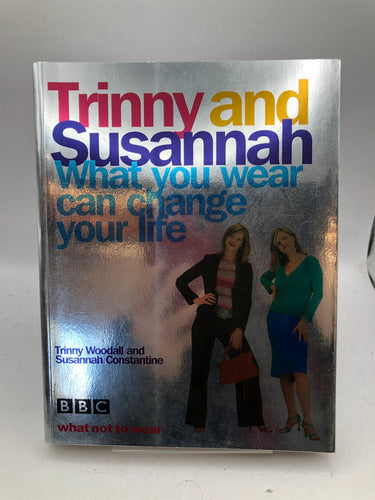 Trinny and
Susannah
What you wear
can change
your life
Trinny Woodall and
Susannah Constantine
BBC
what not to wear